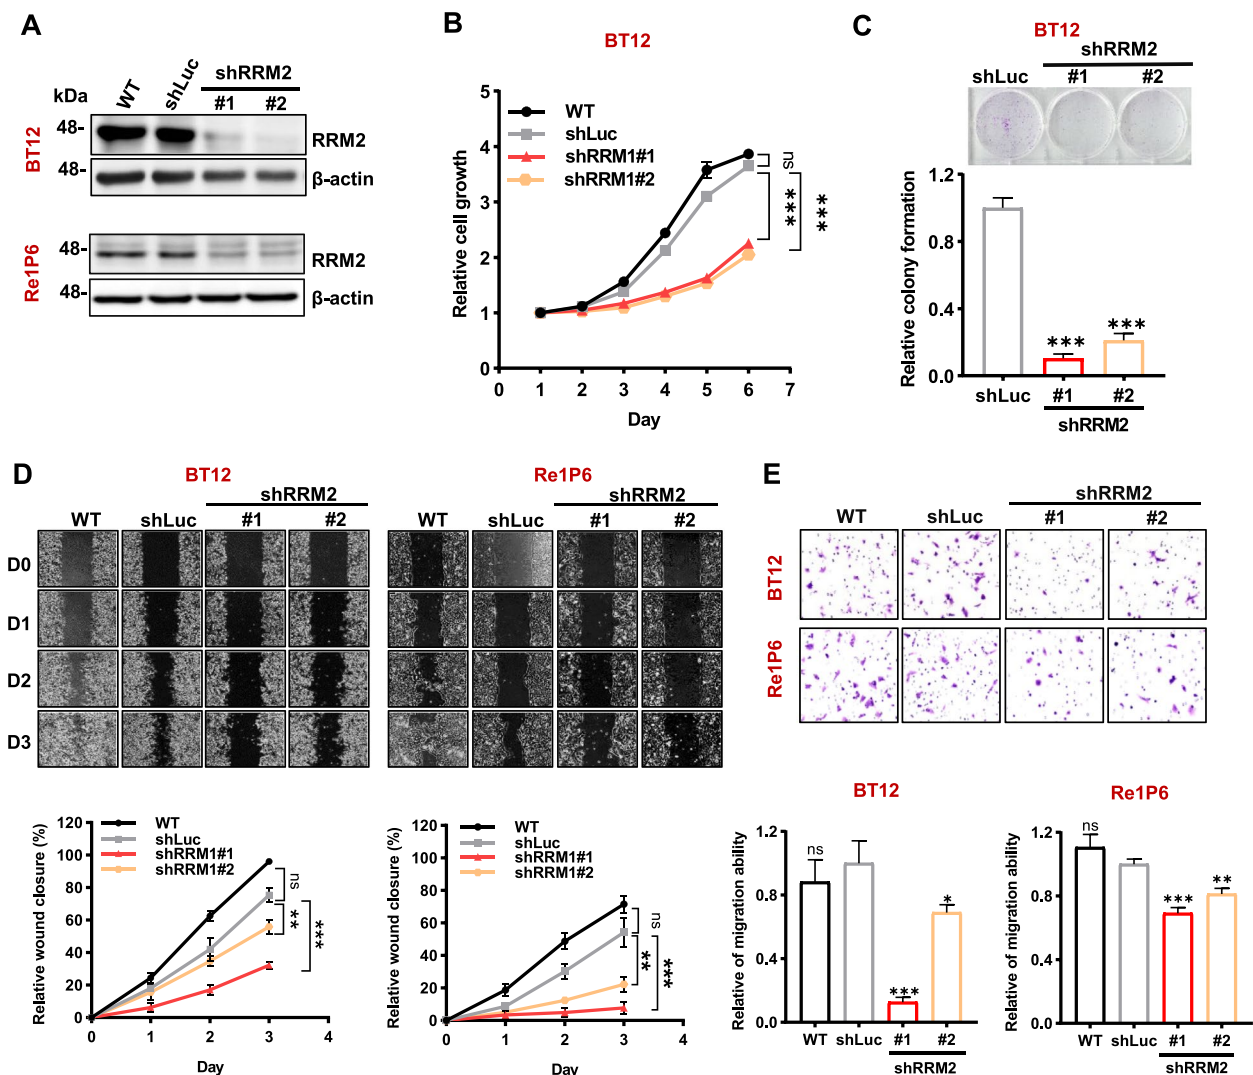 A
kDa
WT
shLuc
shRRM2
#1 #2
BT12
48-
RRM2
48-
β-actin
Re1P6
48-
RRM2
48-
β-actin
B
BT12
Relative cell growth
5
4
3
2
1
0
WT
shLuc
shRRM1#1
shRRM1#2
ns
***
***
0 1 2 3 4 5 6 7
Day
C
BT12
shRRM2
shLuc #1 #2
Relative colony formation
1.2
0.8
0.4
0.0
*** ***
shLuc #1 #2
shRRM2
D
BT12
shRRM2
WT shLuc #1 #2
Re1P6
shRRM2
WT shLuc #1 #2
D0
D1
D2
D3
Relative wound closure (%)
120
100
80
60
40
20
0
WT
shLuc
shRRM1#1
shRRM1#2
ns
**
***
0 1 2 3 4
Day
Relative wound closure (%)
120
100
80
60
40
20
0
WT
shLuc
shRRM1#1
shRRM1#2
ns
**
***
0 1 2 3 4
Day
E
shRRM2
WT shLuc #1 #2
BT12
Re1P6
BT12
Relative of migration ability
1.2
0.8
0.4
0.0
ns
***
*
WT shLuc #1 #2
shRRM2
Re1P6
Relative of migration ability
1.2
0.8
0.4
0.0
ns
***
**
WT shLuc #1 #2
shRRM2